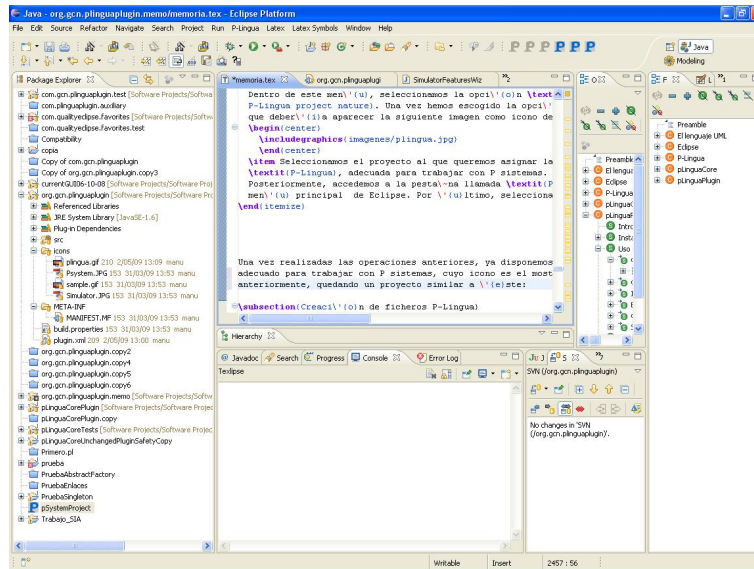 Java - org.gcn.plinguaplugin.memo/memoria.tex - Eclipse Platform
File Edit Source Refactor Navigate Search Project Run P-Lingua Latex Latex Symbols Window Help
Java
Modeling
Package Explorer
com.gcn.plinguaplugin.test [Software Projects/Softwa
com.plinguaplugin.auxiliary
com.qualityeclipse.favorites [Software Projects/Softwa
com.qualityeclipse.favorites.test
Compatibility
copia
Copy of com.gcn.plinguaplugin
Copy of com.gcn.plinguaplugin.copy3
currentGUI06-10-08 [Software Projects/Software Proj
org.gcn.plinguaplugin [Software Projects/Software Pro
Referenced Libraries
JRE System Library [JavaSE-1.6]
Plug-in Dependencies
src
icons
plingua.gif 210 2/05/09 13:09 manu
Psystem.JPG 153 31/03/09 13:53 manu
sample.gif 153 31/03/09 13:53 manu
Simulator.JPG 153 31/03/09 13:53 manu
META-INF
MANIFEST.MF 153 31/03/09 13:53 manu
build.properties 153 31/03/09 13:53 manu
plugin.xml 209 2/05/09 13:00 manu
org.gcn.plinguaplugin.copy2
org.gcn.plinguaplugin.copy4
org.gcn.plinguaplugin.copy5
org.gcn.plinguaplugin.copy6
org.gcn.plinguaplugin.memo [Software Projects/Softwa
pLinguaCorePlugin [Software Projects/Software Projec
pLinguaCorePlugin.copy
pLinguaCoreTests [Software Projects/Software Projec
pLinguaCoreUnchangedPluginSafetyCopy
Primero.pl
prueba
PruebaAbstractFactory
PruebaEnlaces
PruebaSingleton
pSystemProject
Trabajo_SIA
*memoria.tex
org.gcn.plinguaplugi
SimulatorFeaturesWiz
Dentro de este men\'{u}, seleccionamos la opci\'{o}n \text
P-Lingua project nature). Una vez hemos escogido la opci\'
que deber\'{i}a aparecer la siguiente imagen como icono de
\begin{center}
\includegraphics{imagenes/plingua.jpg}
\end{center}
\item Seleccionamos el proyecto al que queremos asignar la
\textit{P-Lingua}, adecuada para trabajar con P sistemas.
Posteriormente, accedemos a la pesta\~na llamada \textit{P
men\'{u} principal de Eclipse. Por \'{u}ltimo, selecciona
\end{itemize}
Una vez realizadas las operaciones anteriores, ya disponemos
adecuado para trabajar con P sistemas, cuyo icono es el most
anteriormente, quedando un proyecto similar a \'{e}ste:
\subsection{Creaci\'{o}n de ficheros P-Lingua}
Hierarchy
@ Javadoc Search Progress Console Error Log
Texlipse
Preamble
El lengua
Eclipse
P-Lingua
pLinguaC
pLinguaP
Intro
Insta
Uso
Preamble
El lenguaje UML
Eclipse
P-Lingua
pLinguaCore
pLinguaPlugin
SVN (/org.gcn.plinguaplugin)
No changes in 'SVN
(/org.gcn.plinguaplugin)'.
Writable Insert 2457 : 56